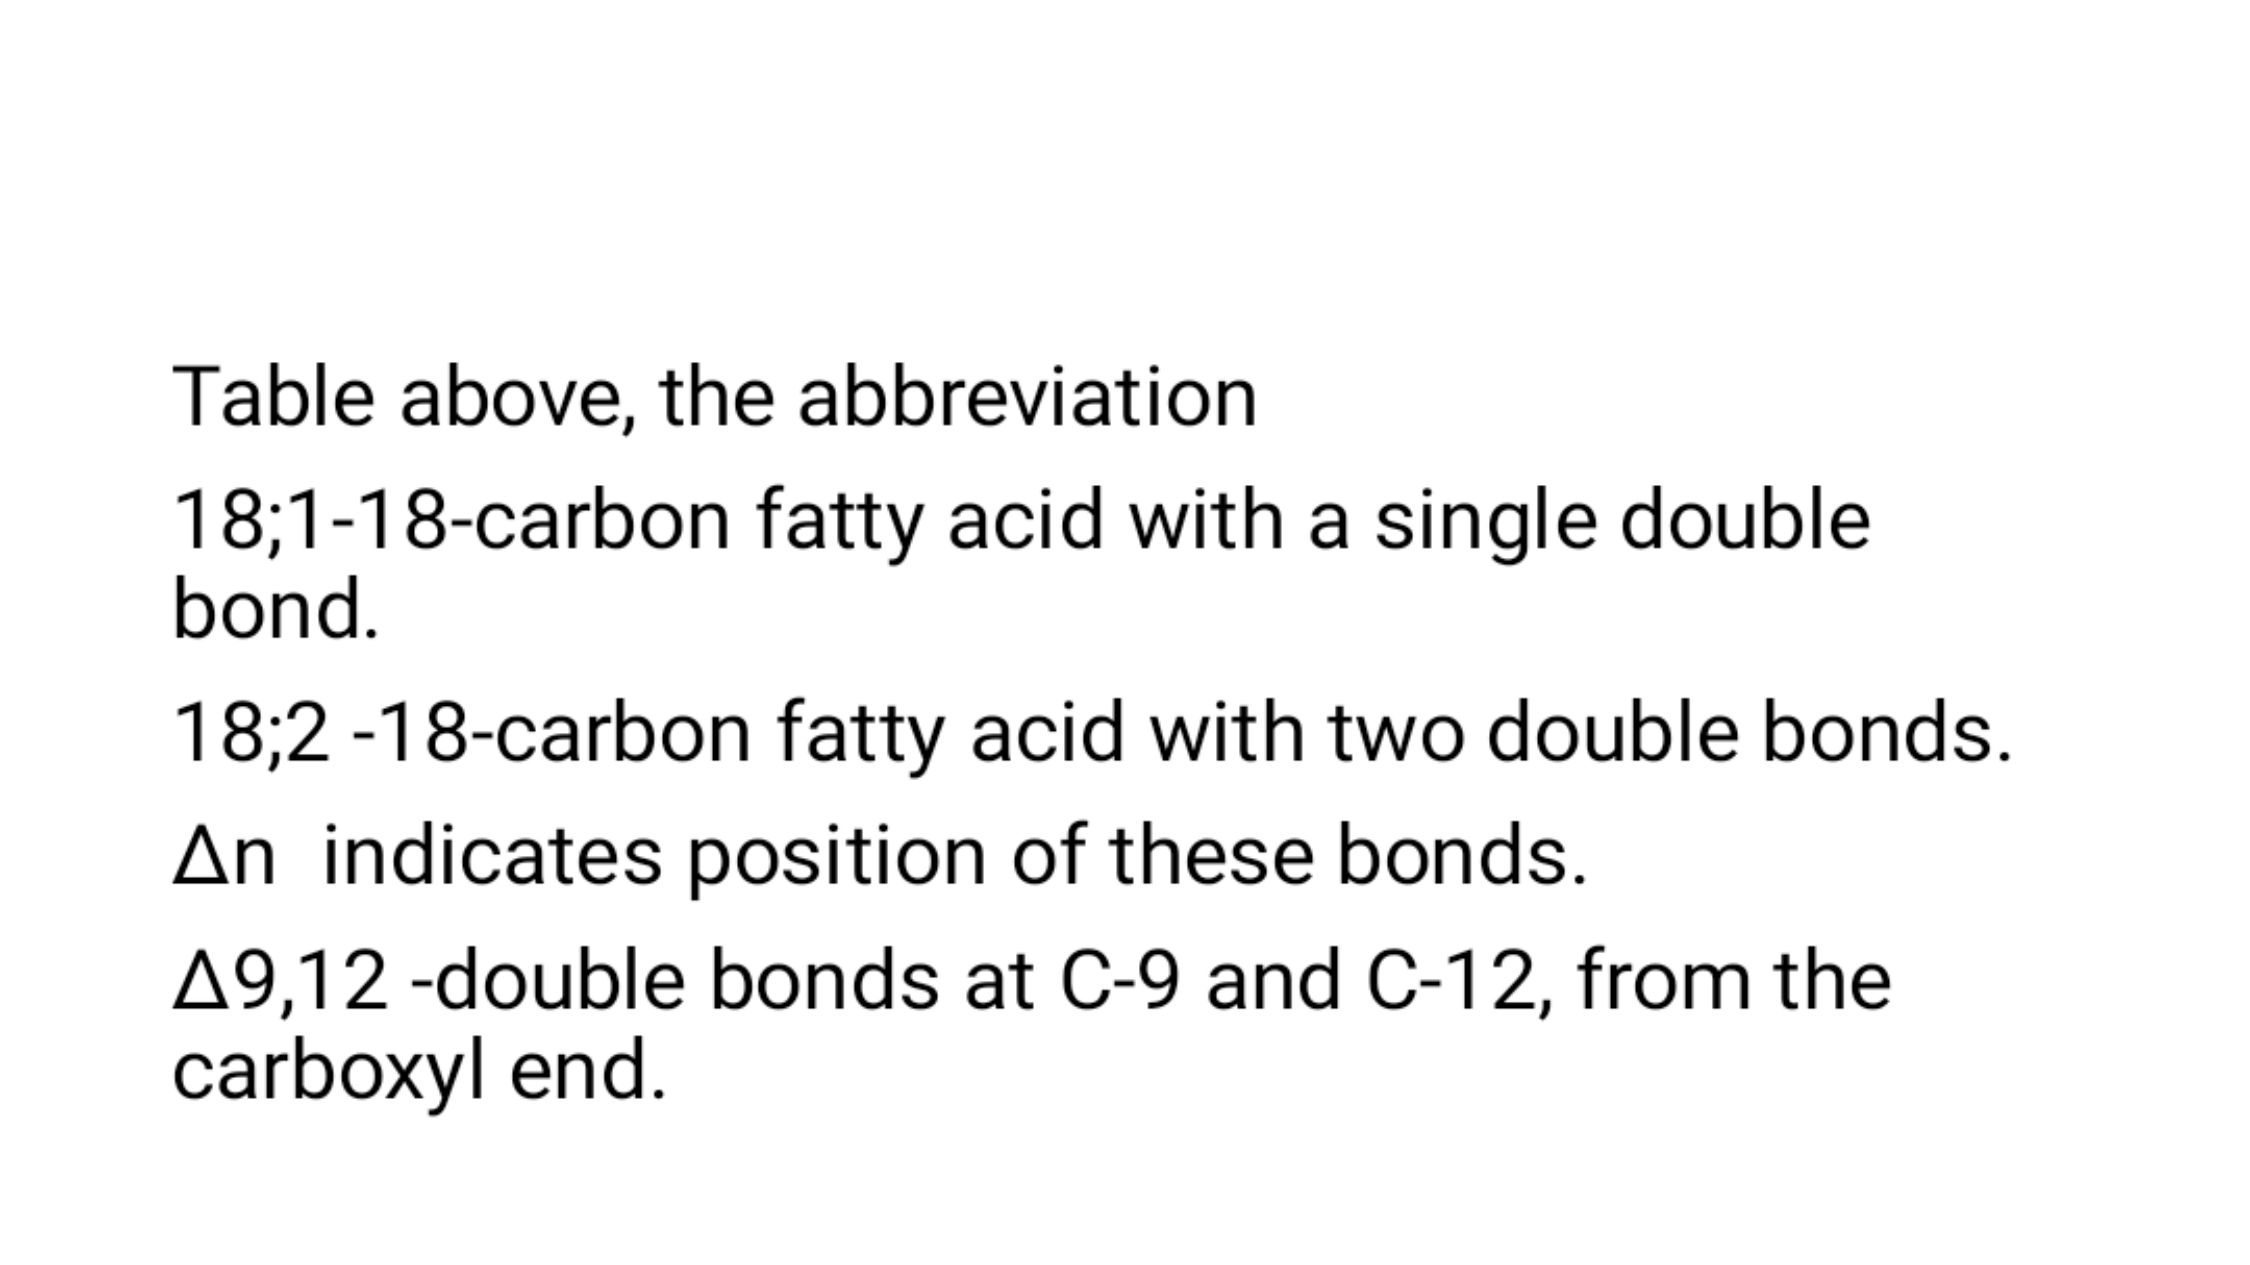 Table above, the abbreviation
18;1-18-carbon fatty acid with a single double
bond.
18;2 -18-carbon fatty acid with two double bonds.
Δn  indicates position of these bonds.
Δ9,12 -double bonds at C-9 and C-12, from the
carboxyl end.